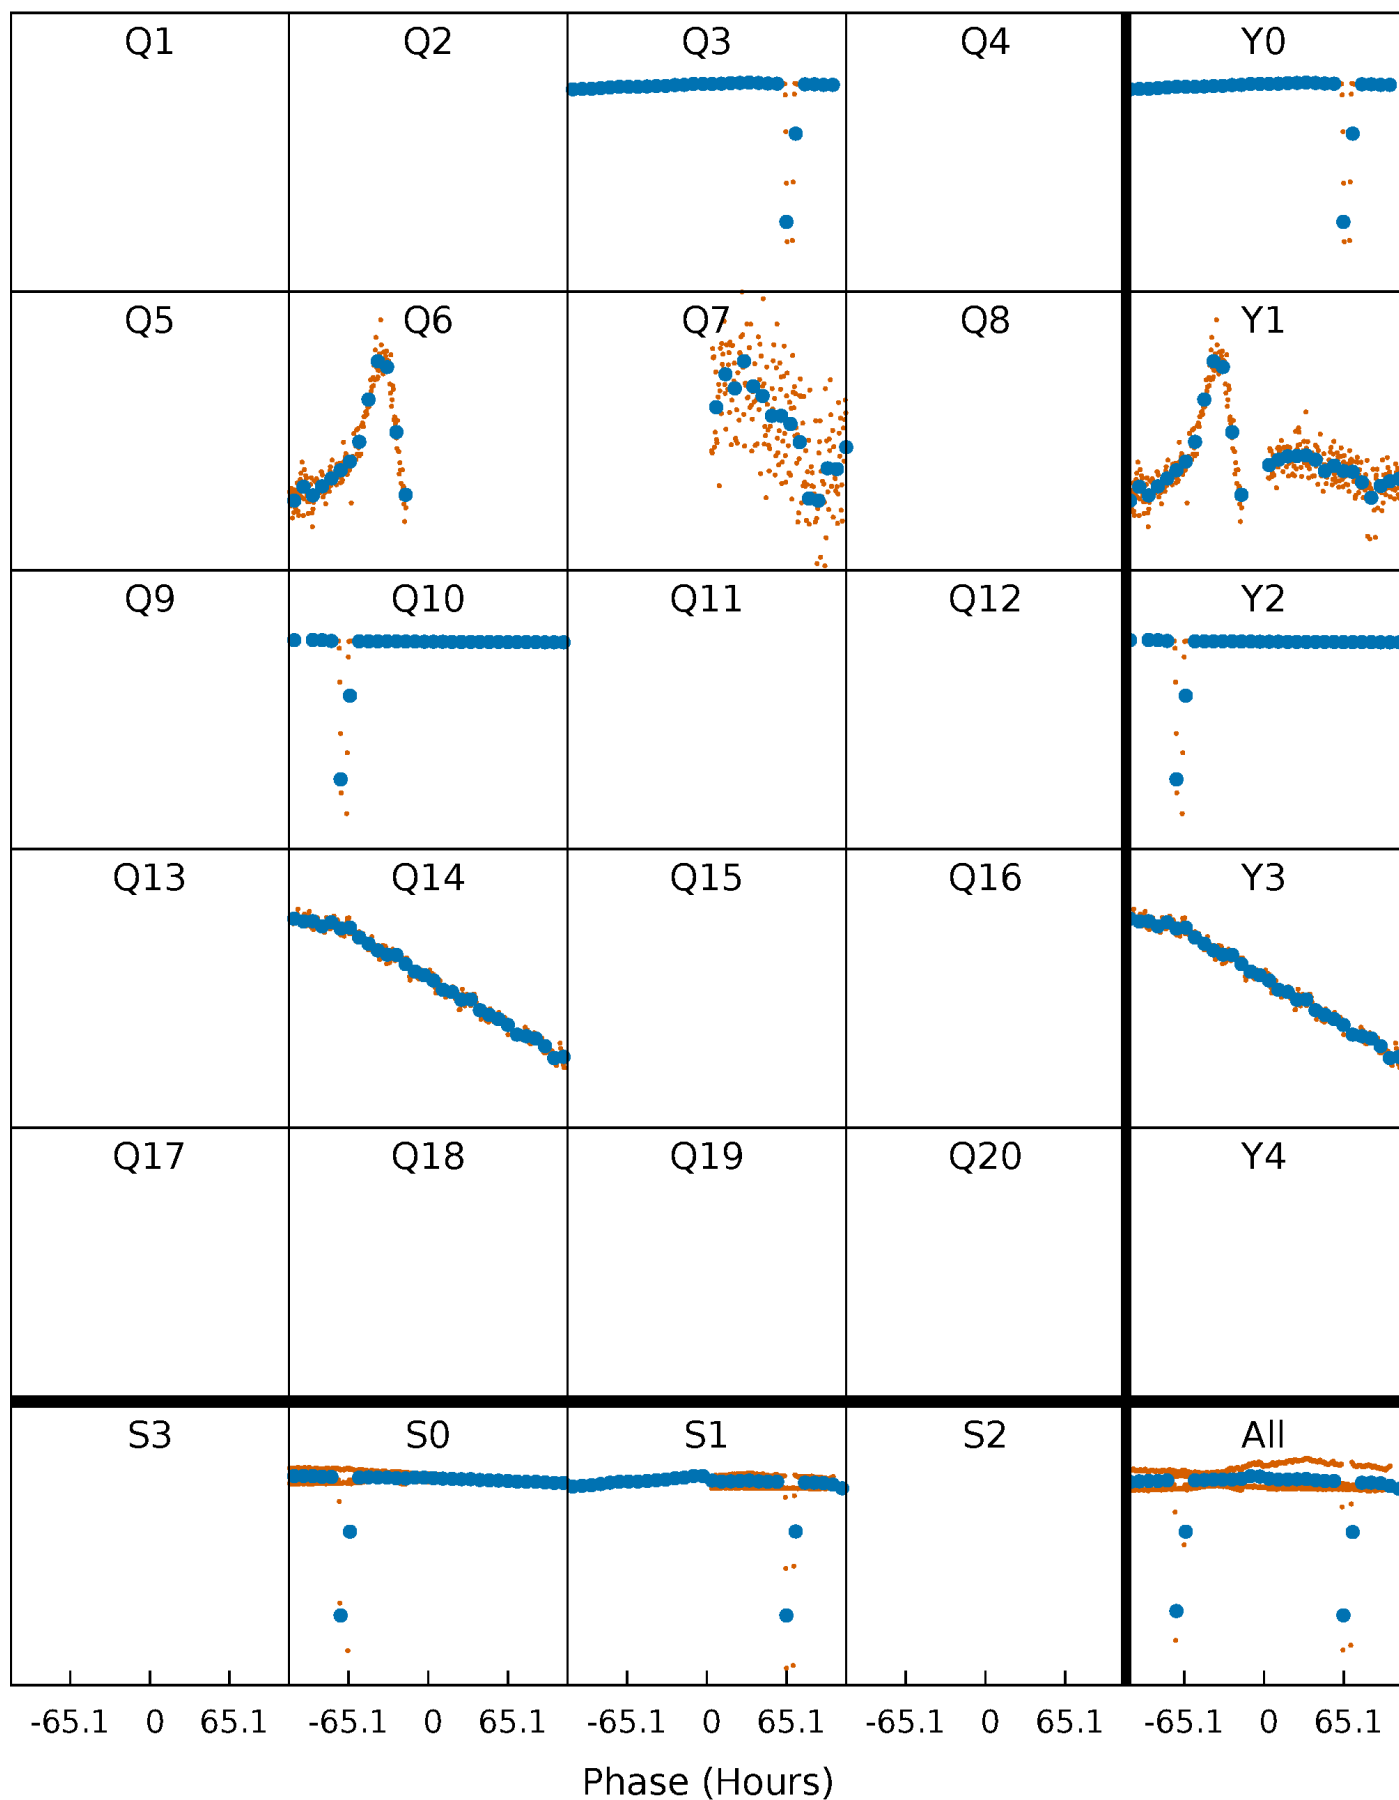 Q1 Q2 Q3 Q4 Y0
Q5 Q6 Q7 Q8 Y1
Q9 Q10 Q11 Q12 Y2
Q13 Q14 Q15 Q16 Y3
Q17 Q18 Q19 Q20 Y4
S3 S0 S1 S2 All
-65.1 0 65.1 -65.1 0 65.1 -65.1 0 65.1 -65.1 0 65.1 -65.1 0 65.1
Phase (Hours)